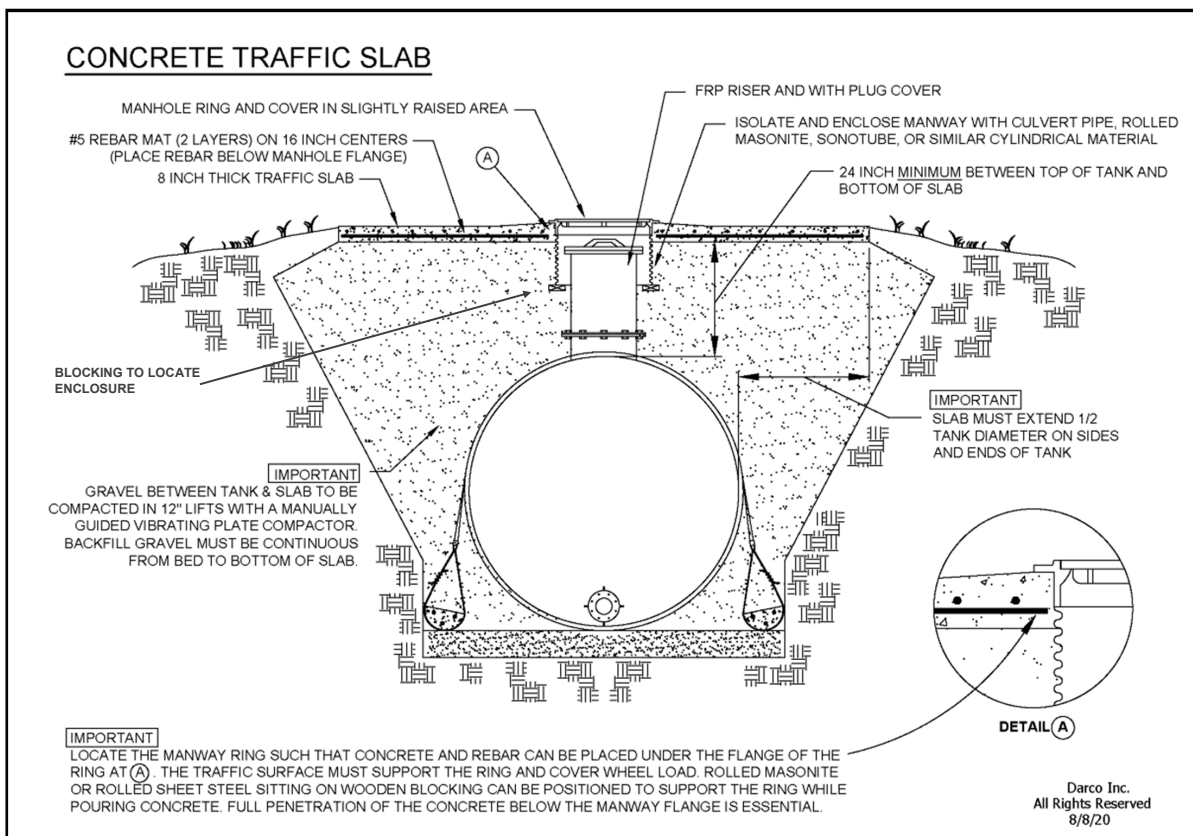 CONCRETE TRAFFIC SLAB
MANHOLE RING AND COVER IN SLIGHTLY RAISED AREA
#5 REBAR MAT (2 LAYERS) ON 16 INCH CENTERS
(PLACE REBAR BELOW MANHOLE FLANGE)
8 INCH THICK TRAFFIC SLAB
A
FRP RISER AND WITH PLUG COVER
ISOLATE AND ENCLOSE MANWAY WITH CULVERT PIPE, ROLLED
MASONITE, SONOTUBE, OR SIMILAR CYLINDRICAL MATERIAL
24 INCH MINIMUM BETWEEN TOP OF TANK AND
BOTTOM OF SLAB
BLOCKING TO LOCATE
ENCLOSURE
IMPORTANT
SLAB MUST EXTEND 1/2
TANK DIAMETER ON SIDES
AND ENDS OF TANK
IMPORTANT
GRAVEL BETWEEN TANK & SLAB TO BE
COMPACTED IN 12" LIFTS WITH A MANUALLY
GUIDED VIBRATING PLATE COMPACTOR.
BACKFILL GRAVEL MUST BE CONTINUOUS
FROM BED TO BOTTOM OF SLAB.
DETAIL A
IMPORTANT
LOCATE THE MANWAY RING SUCH THAT CONCRETE AND REBAR CAN BE PLACED UNDER THE FLANGE OF THE
RING AT A . THE TRAFFIC SURFACE MUST SUPPORT THE RING AND COVER WHEEL LOAD. ROLLED MASONITE
OR ROLLED SHEET STEEL SITTING ON WOODEN BLOCKING CAN BE POSITIONED TO SUPPORT THE RING WHILE
POURING CONCRETE. FULL PENETRATION OF THE CONCRETE BELOW THE MANWAY FLANGE IS ESSENTIAL.
Darco Inc.
All Rights Reserved
8/8/20